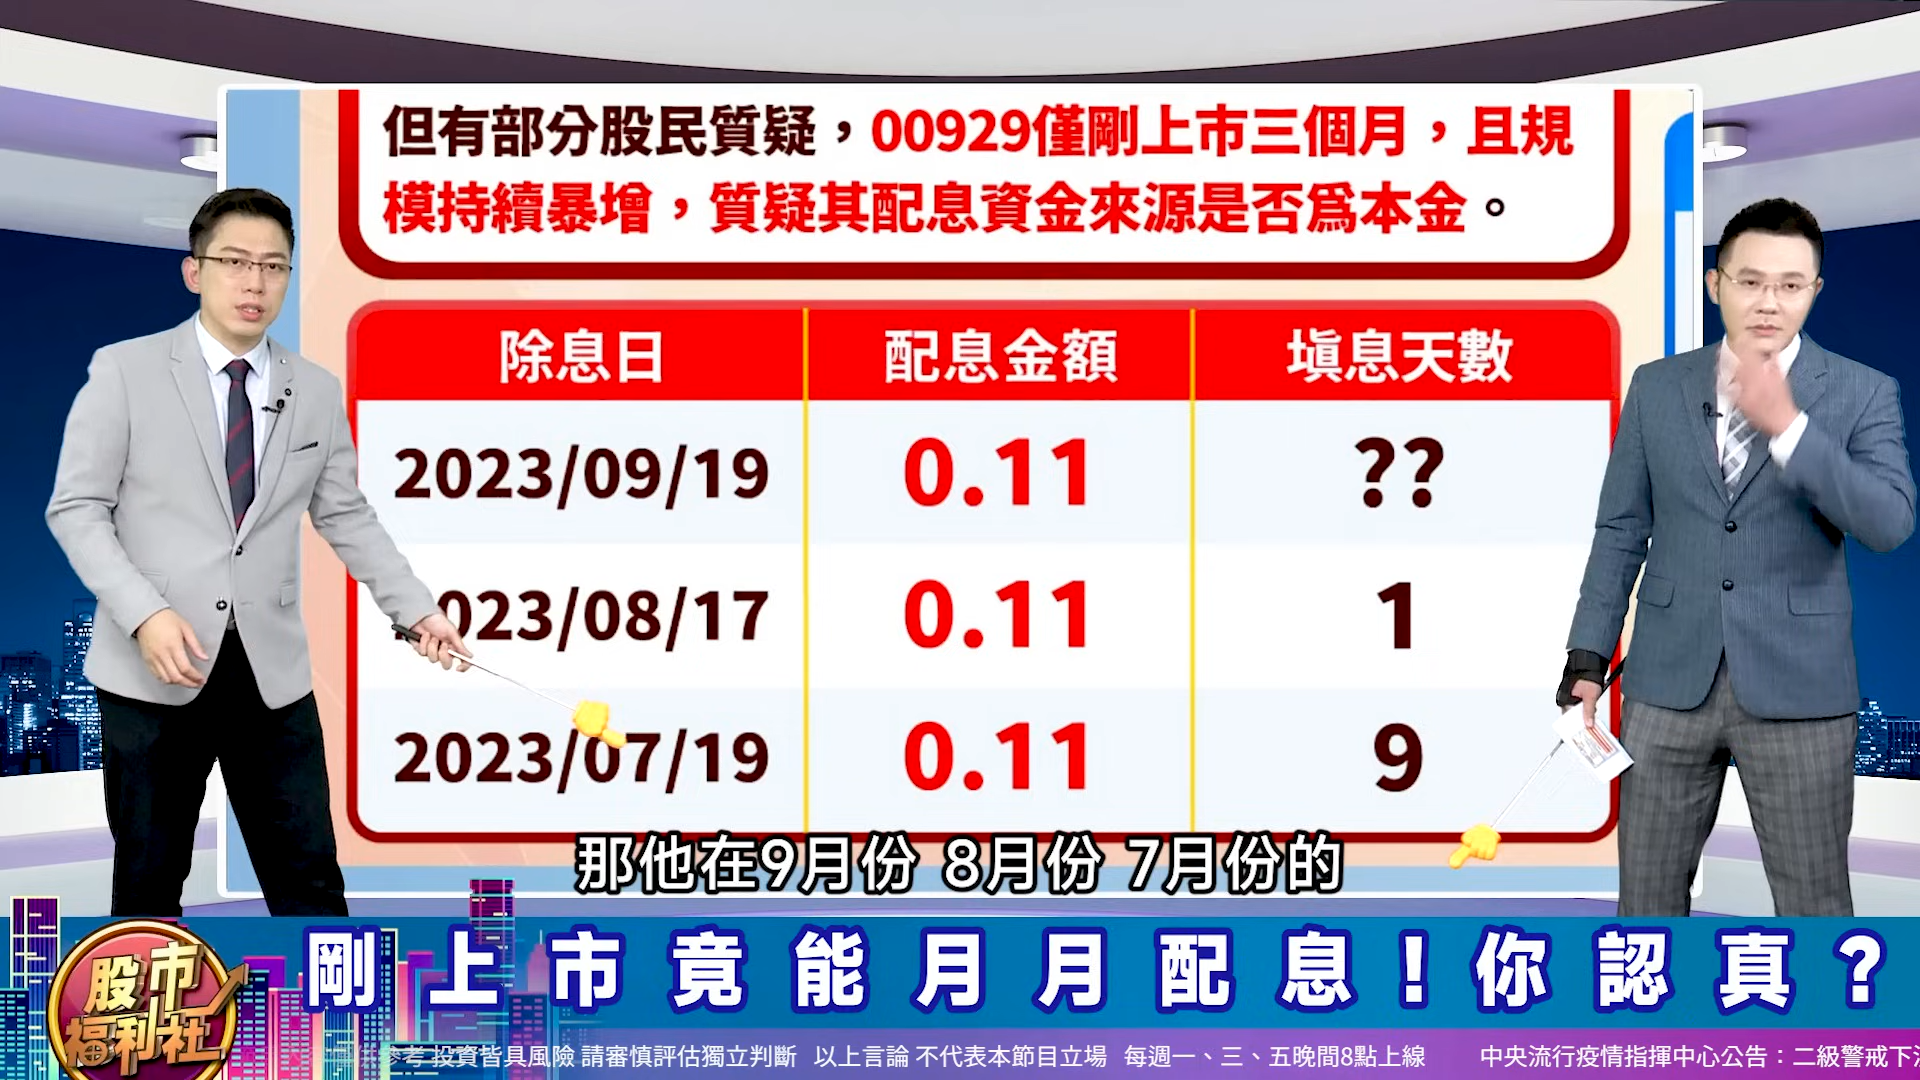 但有部分股民質疑，00929僅剛上市三個月，且規
模持續暴增，質疑其配息資金來源是否為本金。
除息日 配息金額 填息天數
2023/09/19 0.11 ??
2023/08/17 0.11 1
2023/07/19 0.11 9
那他在9月份 8月份 7月份的
剛上市竟能月月配息！你認真？
股市
福利社
參考 投資皆具風險 請審慎評估獨立判斷 以上言論 不代表本節目立場 每週一、三、五晚間8點上線 中央流行疫情指揮中心公告：二級警戒下